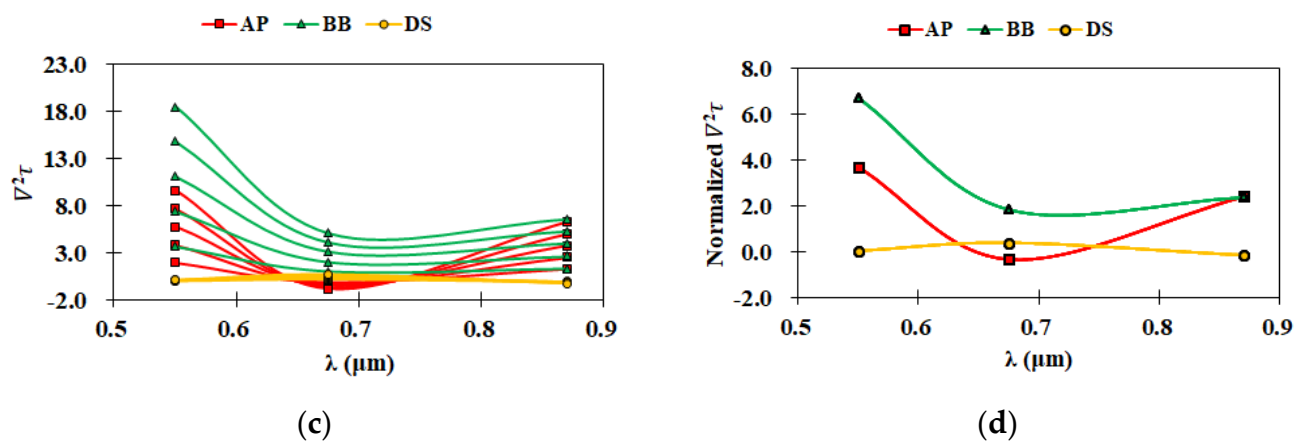 AP BB DS
23.0
18.0
13.0
8.0
3.0
-2.0
∇²τ
0.5 0.6 0.7 0.8 0.9
λ (μm)
(c)
AP BB DS
8.0
6.0
4.0
2.0
0.0
-2.0
Normalized ∇²τ
0.5 0.6 0.7 0.8 0.9
λ (μm)
(d)